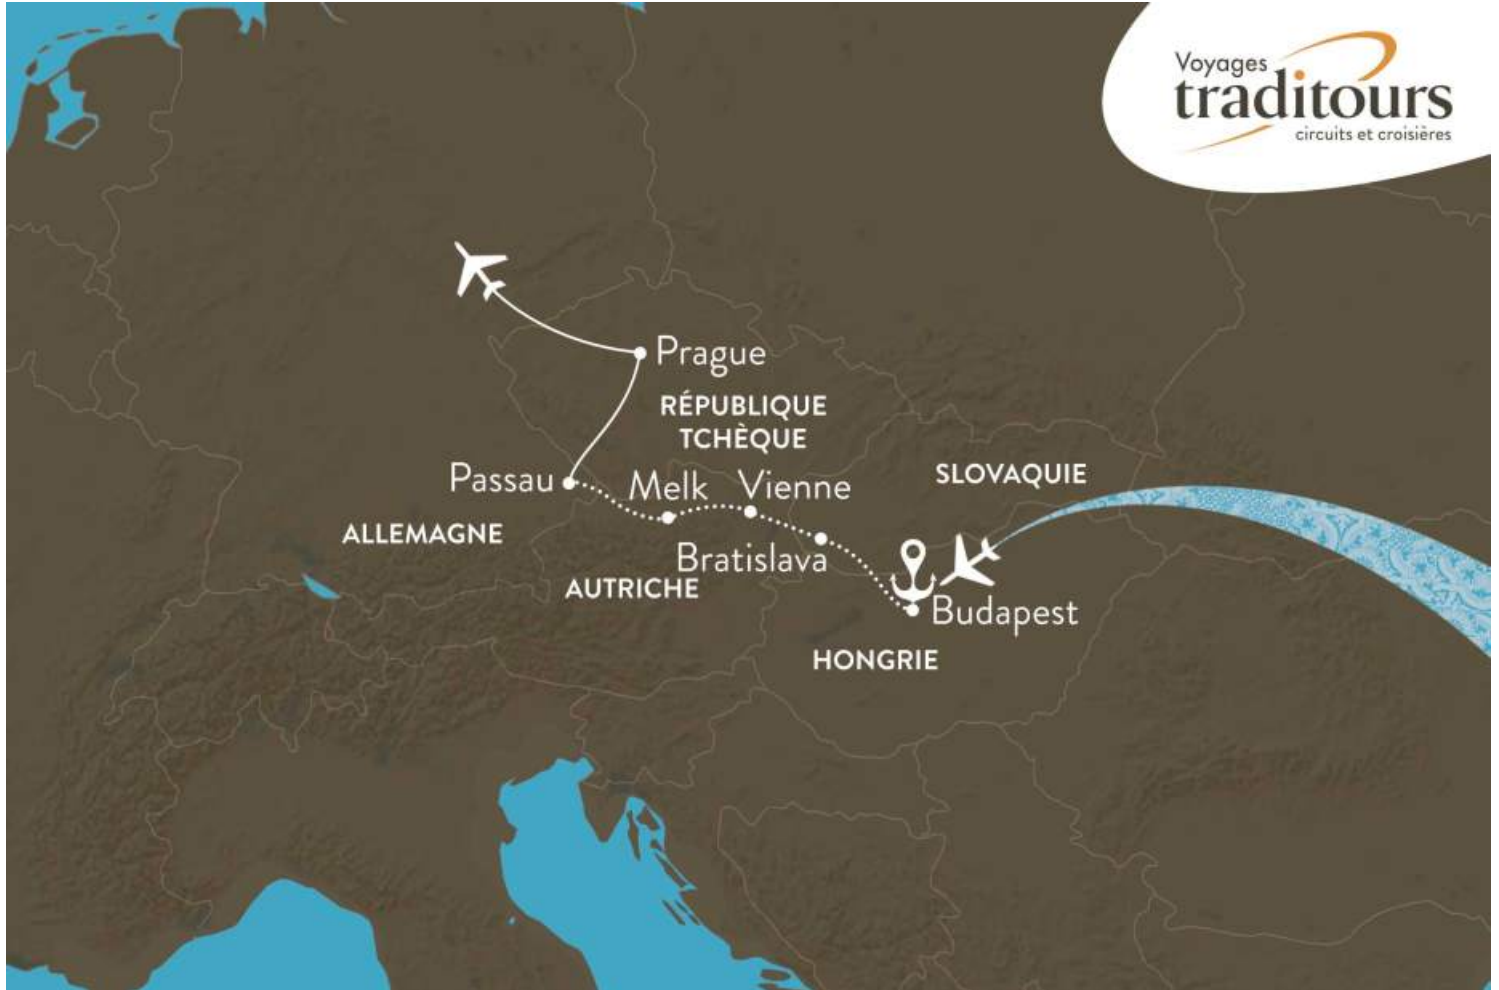 Voyages
traditours
circuits et croisières
Prague
RÉPUBLIQUE
TCHÈQUE
Passau
Melk
Vienne
SLOVAQUIE
ALLEMAGNE
Bratislava
AUTRICHE
Budapest
HONGRIE